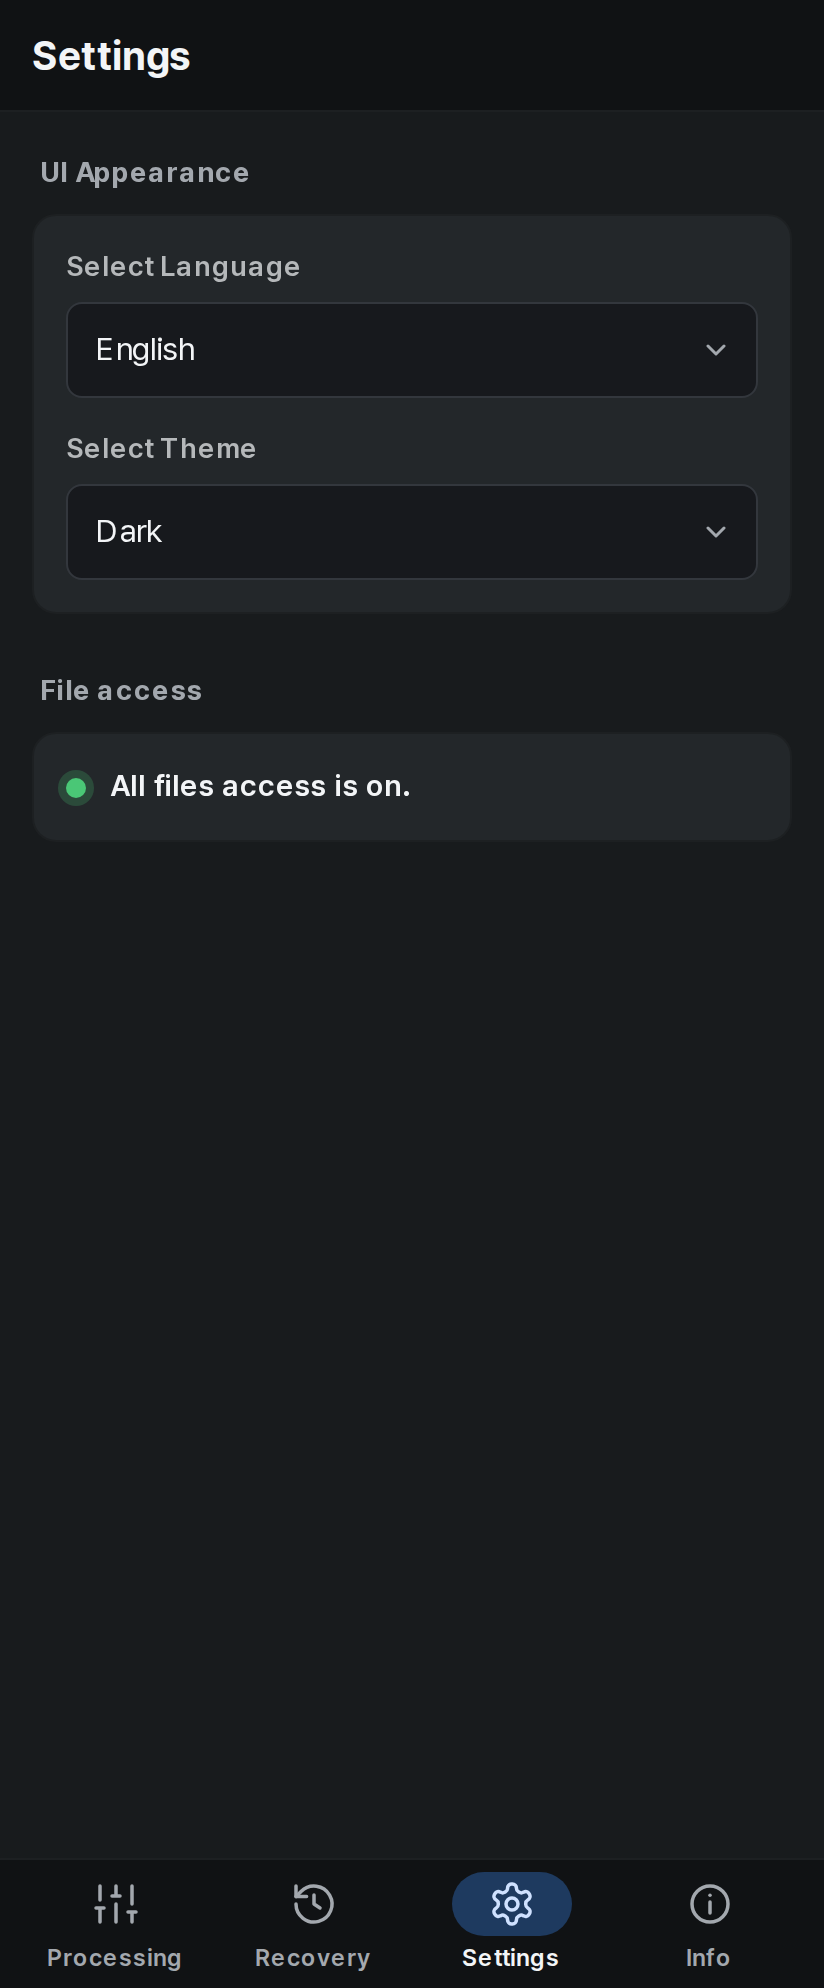 Settings
UI Appearance
Select Language
English
Select Theme
Dark
File access
All files access is on.
Processing
Recovery
Settings
Info